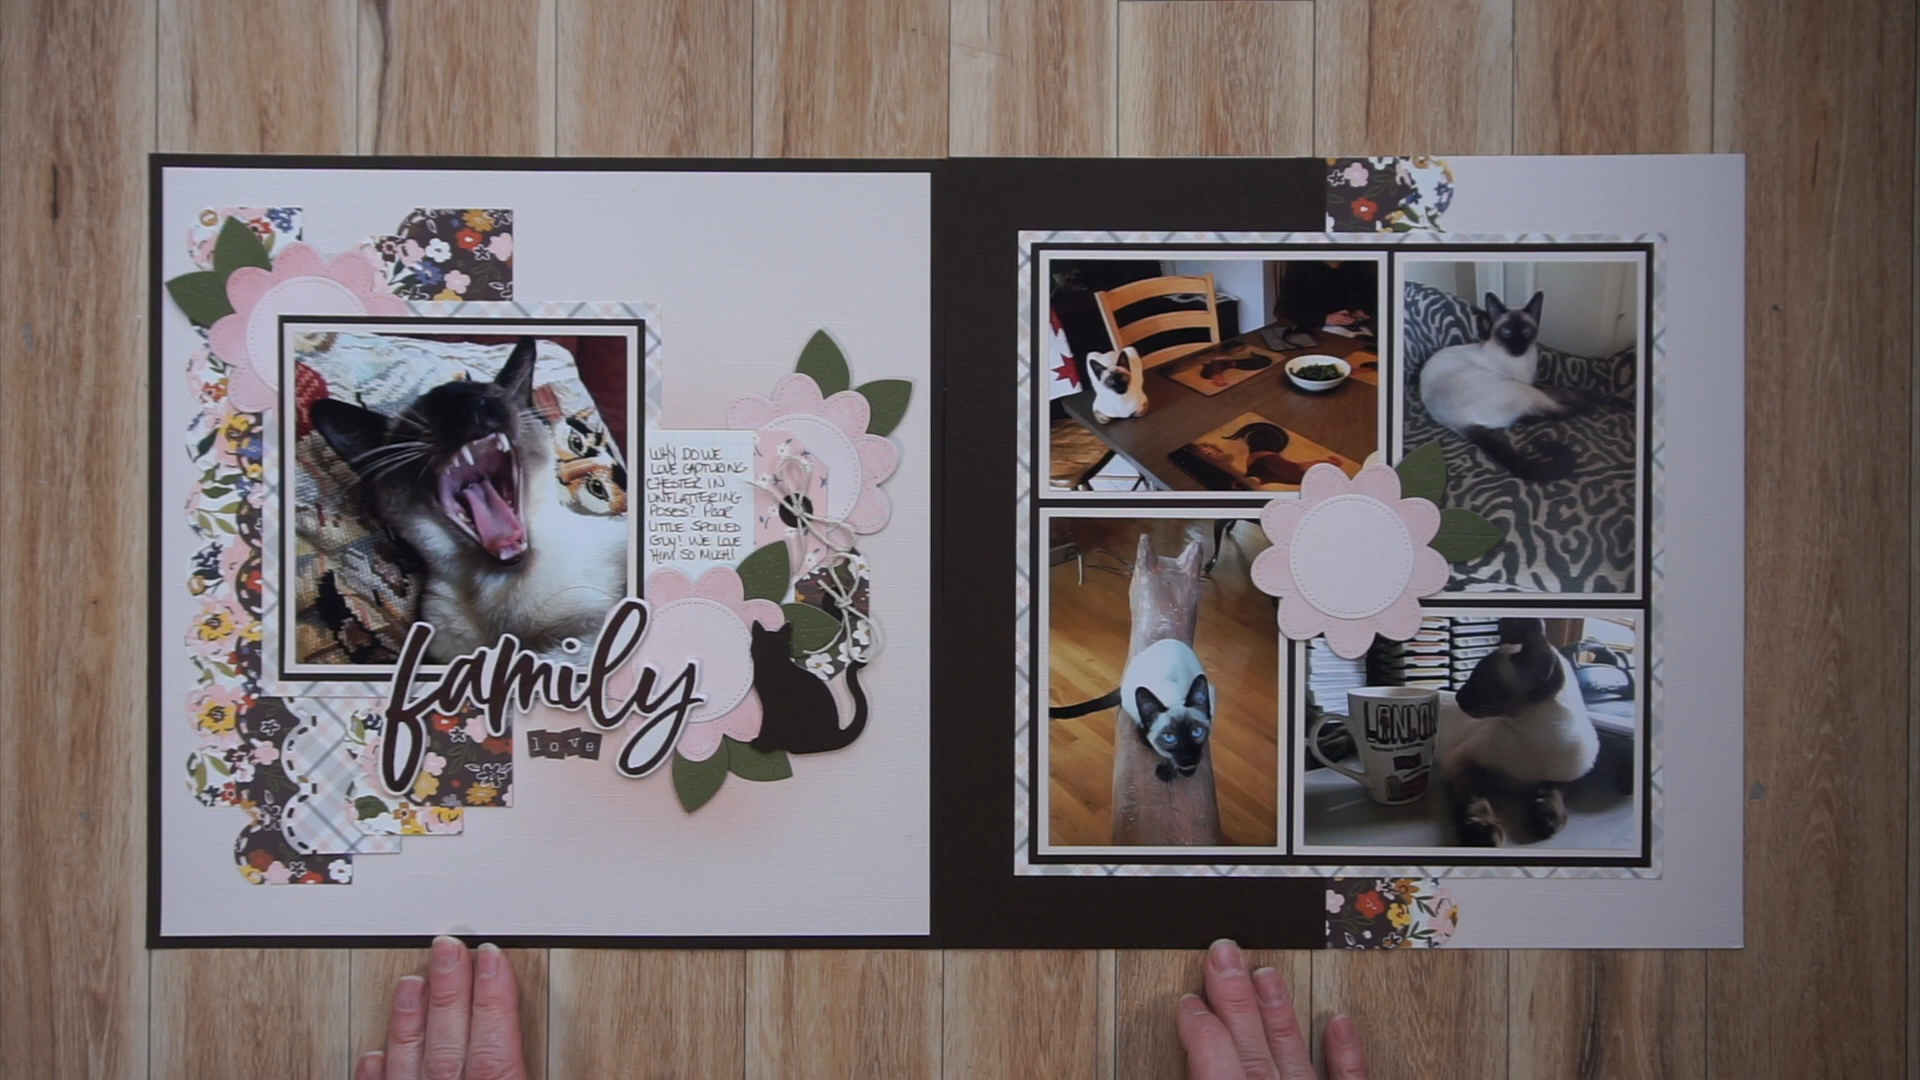 WHY DO WE
LOVE CAPTURING
CHESTER IN
UNFLATTERING
POSES? POOR
LITTLE SPOILED
GUY! WE LOVE
HIM SO MUCH!
family
love
LONDON